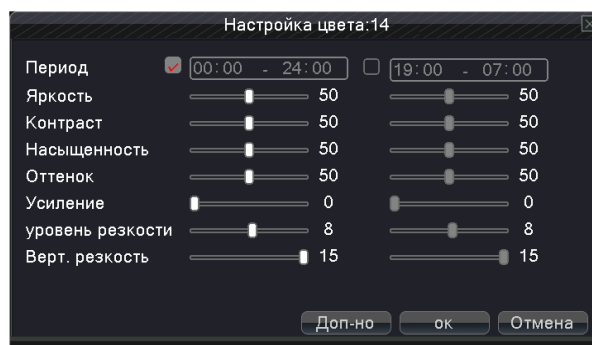 Настройка цвета:14
Период 00:00 - 24:00 19:00 - 07:00
Яркость 50 50
Контраст 50 50
Насыщенность 50 50
Оттенок 50 50
Усиление 0 0
уровень резкости 8 8
Верт. резкость 15 15
Доп-но ок Отмена